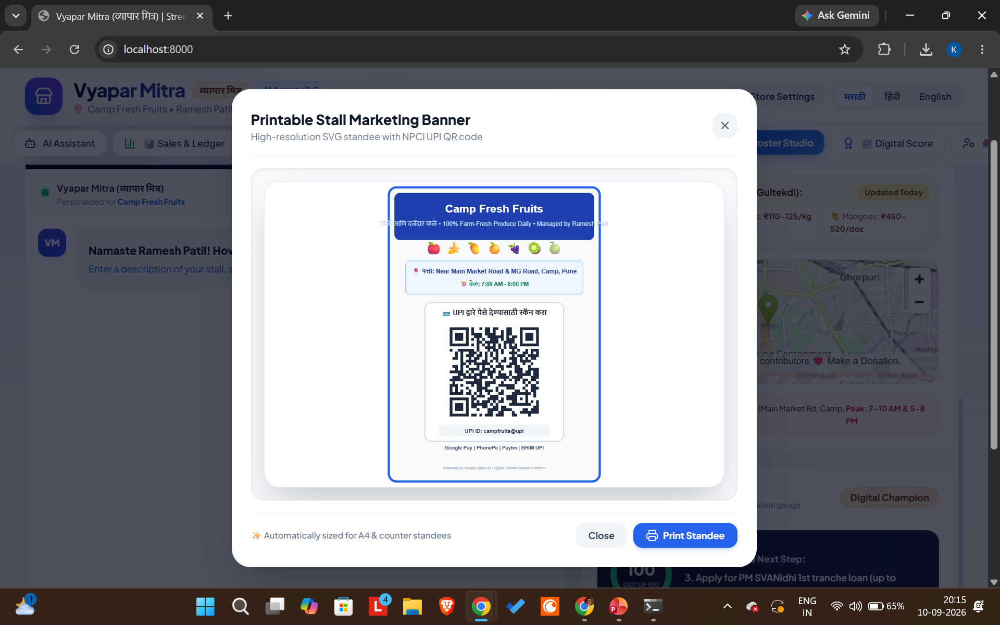 Vyapar Mitra (व्यापार मित्र) | Stree
Ask Gemini
localhost:8000
K
Vyapar Mitra
व्यापार मित्र
Camp Fresh Fruits • Ramesh Patil
Store Settings
मराठी
हिंदी
English
AI Assistant
Sales & Ledger
Poster Studio
Digital Score
Vyapar Mitra (व्यापार मित्र)
Personalized for Camp Fresh Fruits
VM
Namaste Ramesh Patil! How
Enter a description of your stall, s
Printable Stall Marketing Banner
High-resolution SVG standee with NPCI UPI QR code
Camp Fresh Fruits
ताजी आणि दर्जेदार फळे • 100% Farm-Fresh Produce Daily • Managed by Ramesh Patil
पत्ता: Near Main Market Road & MG Road, Camp, Pune
वेळ: 7:00 AM - 8:00 PM
UPI द्वारे पैसे देण्यासाठी स्कॅन करा
UPI ID: campfruits@upi
Google Pay | PhonePe | Paytm | BHIM UPI
Powered by Vyapar Mitra AI • Digital Street Vendor Platform
Automatically sized for A4 & counter standees
Close
Print Standee
Gultekdi):
Updated Today
s: ₹110-125/kg
Mangoes: ₹450-
520/doz
Ghorpuri
+
−
une Cantonment
contributors
Make a Donation.
Hadap
Industri
Estat
Solapur Road
Solapur Road
Fatima Nagar
(Main Market Rd, Camp, Peak: 7-10 AM & 5-8
PM
ation gauge
Digital Champion
100
OUT OF 100
Next Step:
3. Apply for PM SVANidhi 1st tranche loan (up to
1
L
4
P
ENG
IN
65%
20:15
10-09-2026